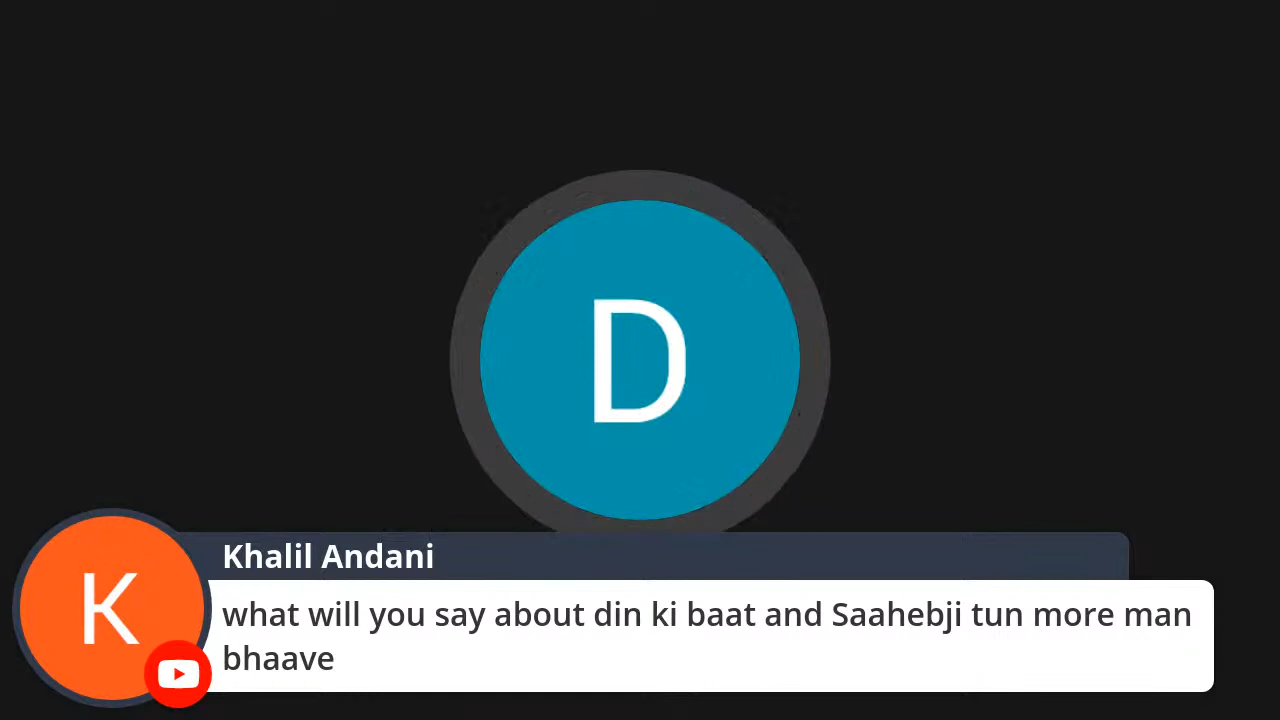 D
K
Khalil Andani
what will you say about din ki baat and Saahebji tun more man
bhaave